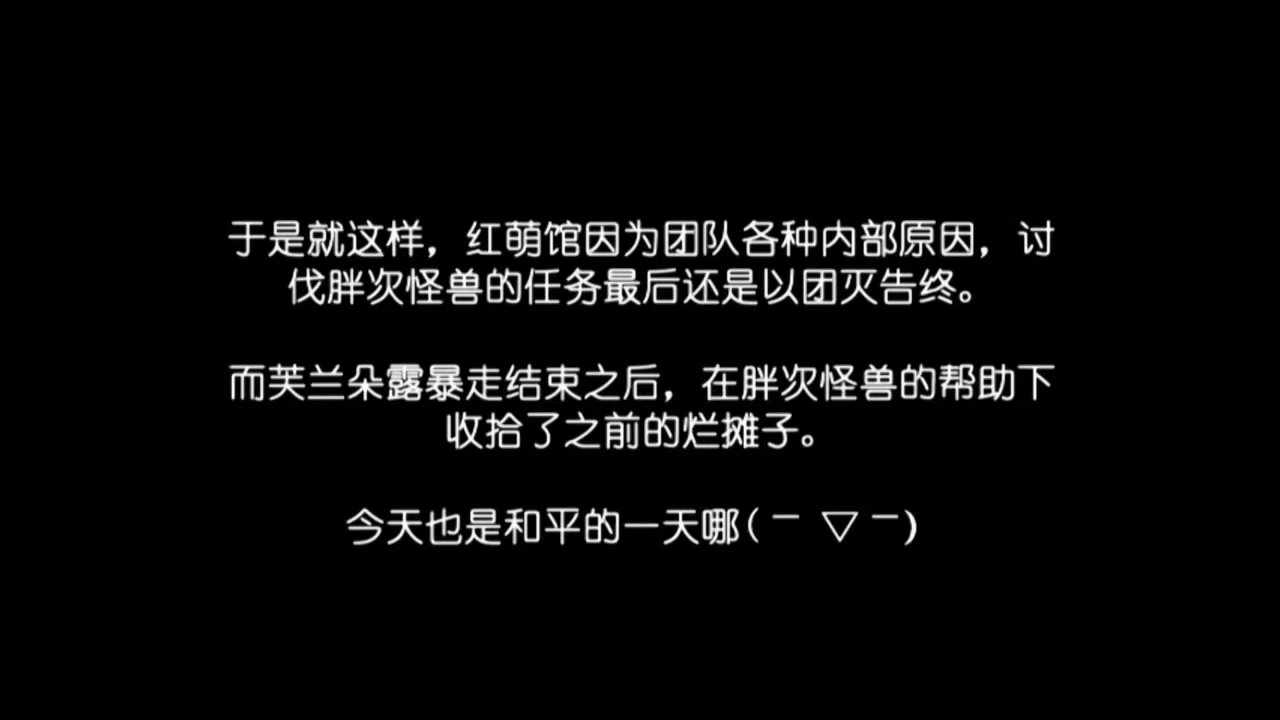 于是就这样，红萌馆因为团队各种内部原因，讨
伐胖次怪兽的任务最后还是以团灭告终。
而芙兰朵露暴走结束之后，在胖次怪兽的帮助下
收拾了之前的烂摊子。
今天也是和平的一天哪(￣ ▽￣)